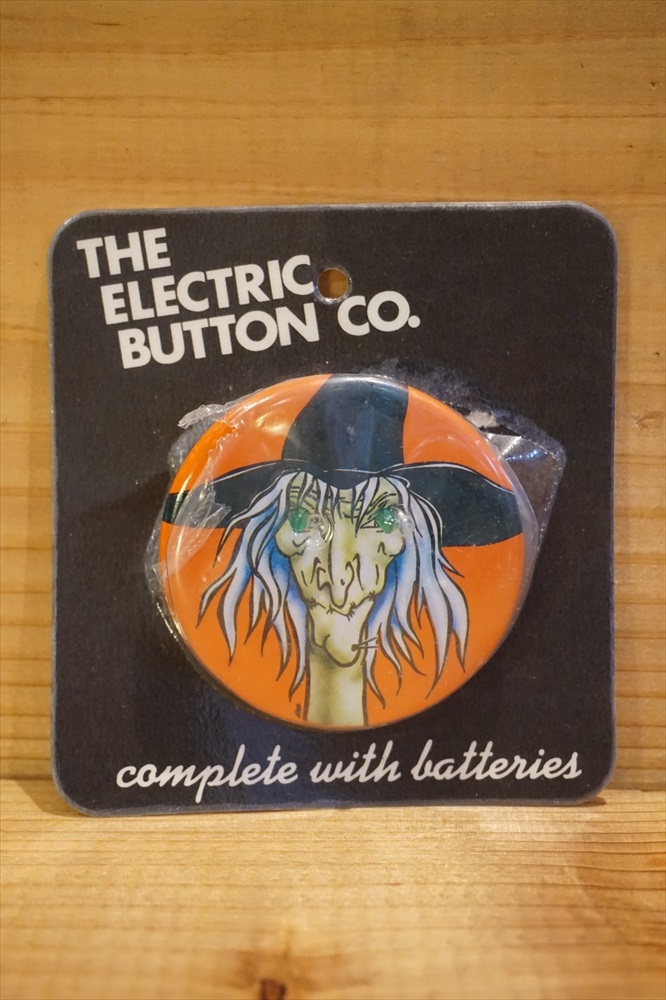 THE
ELECTRIC
BUTTON CO.
complete with batteries